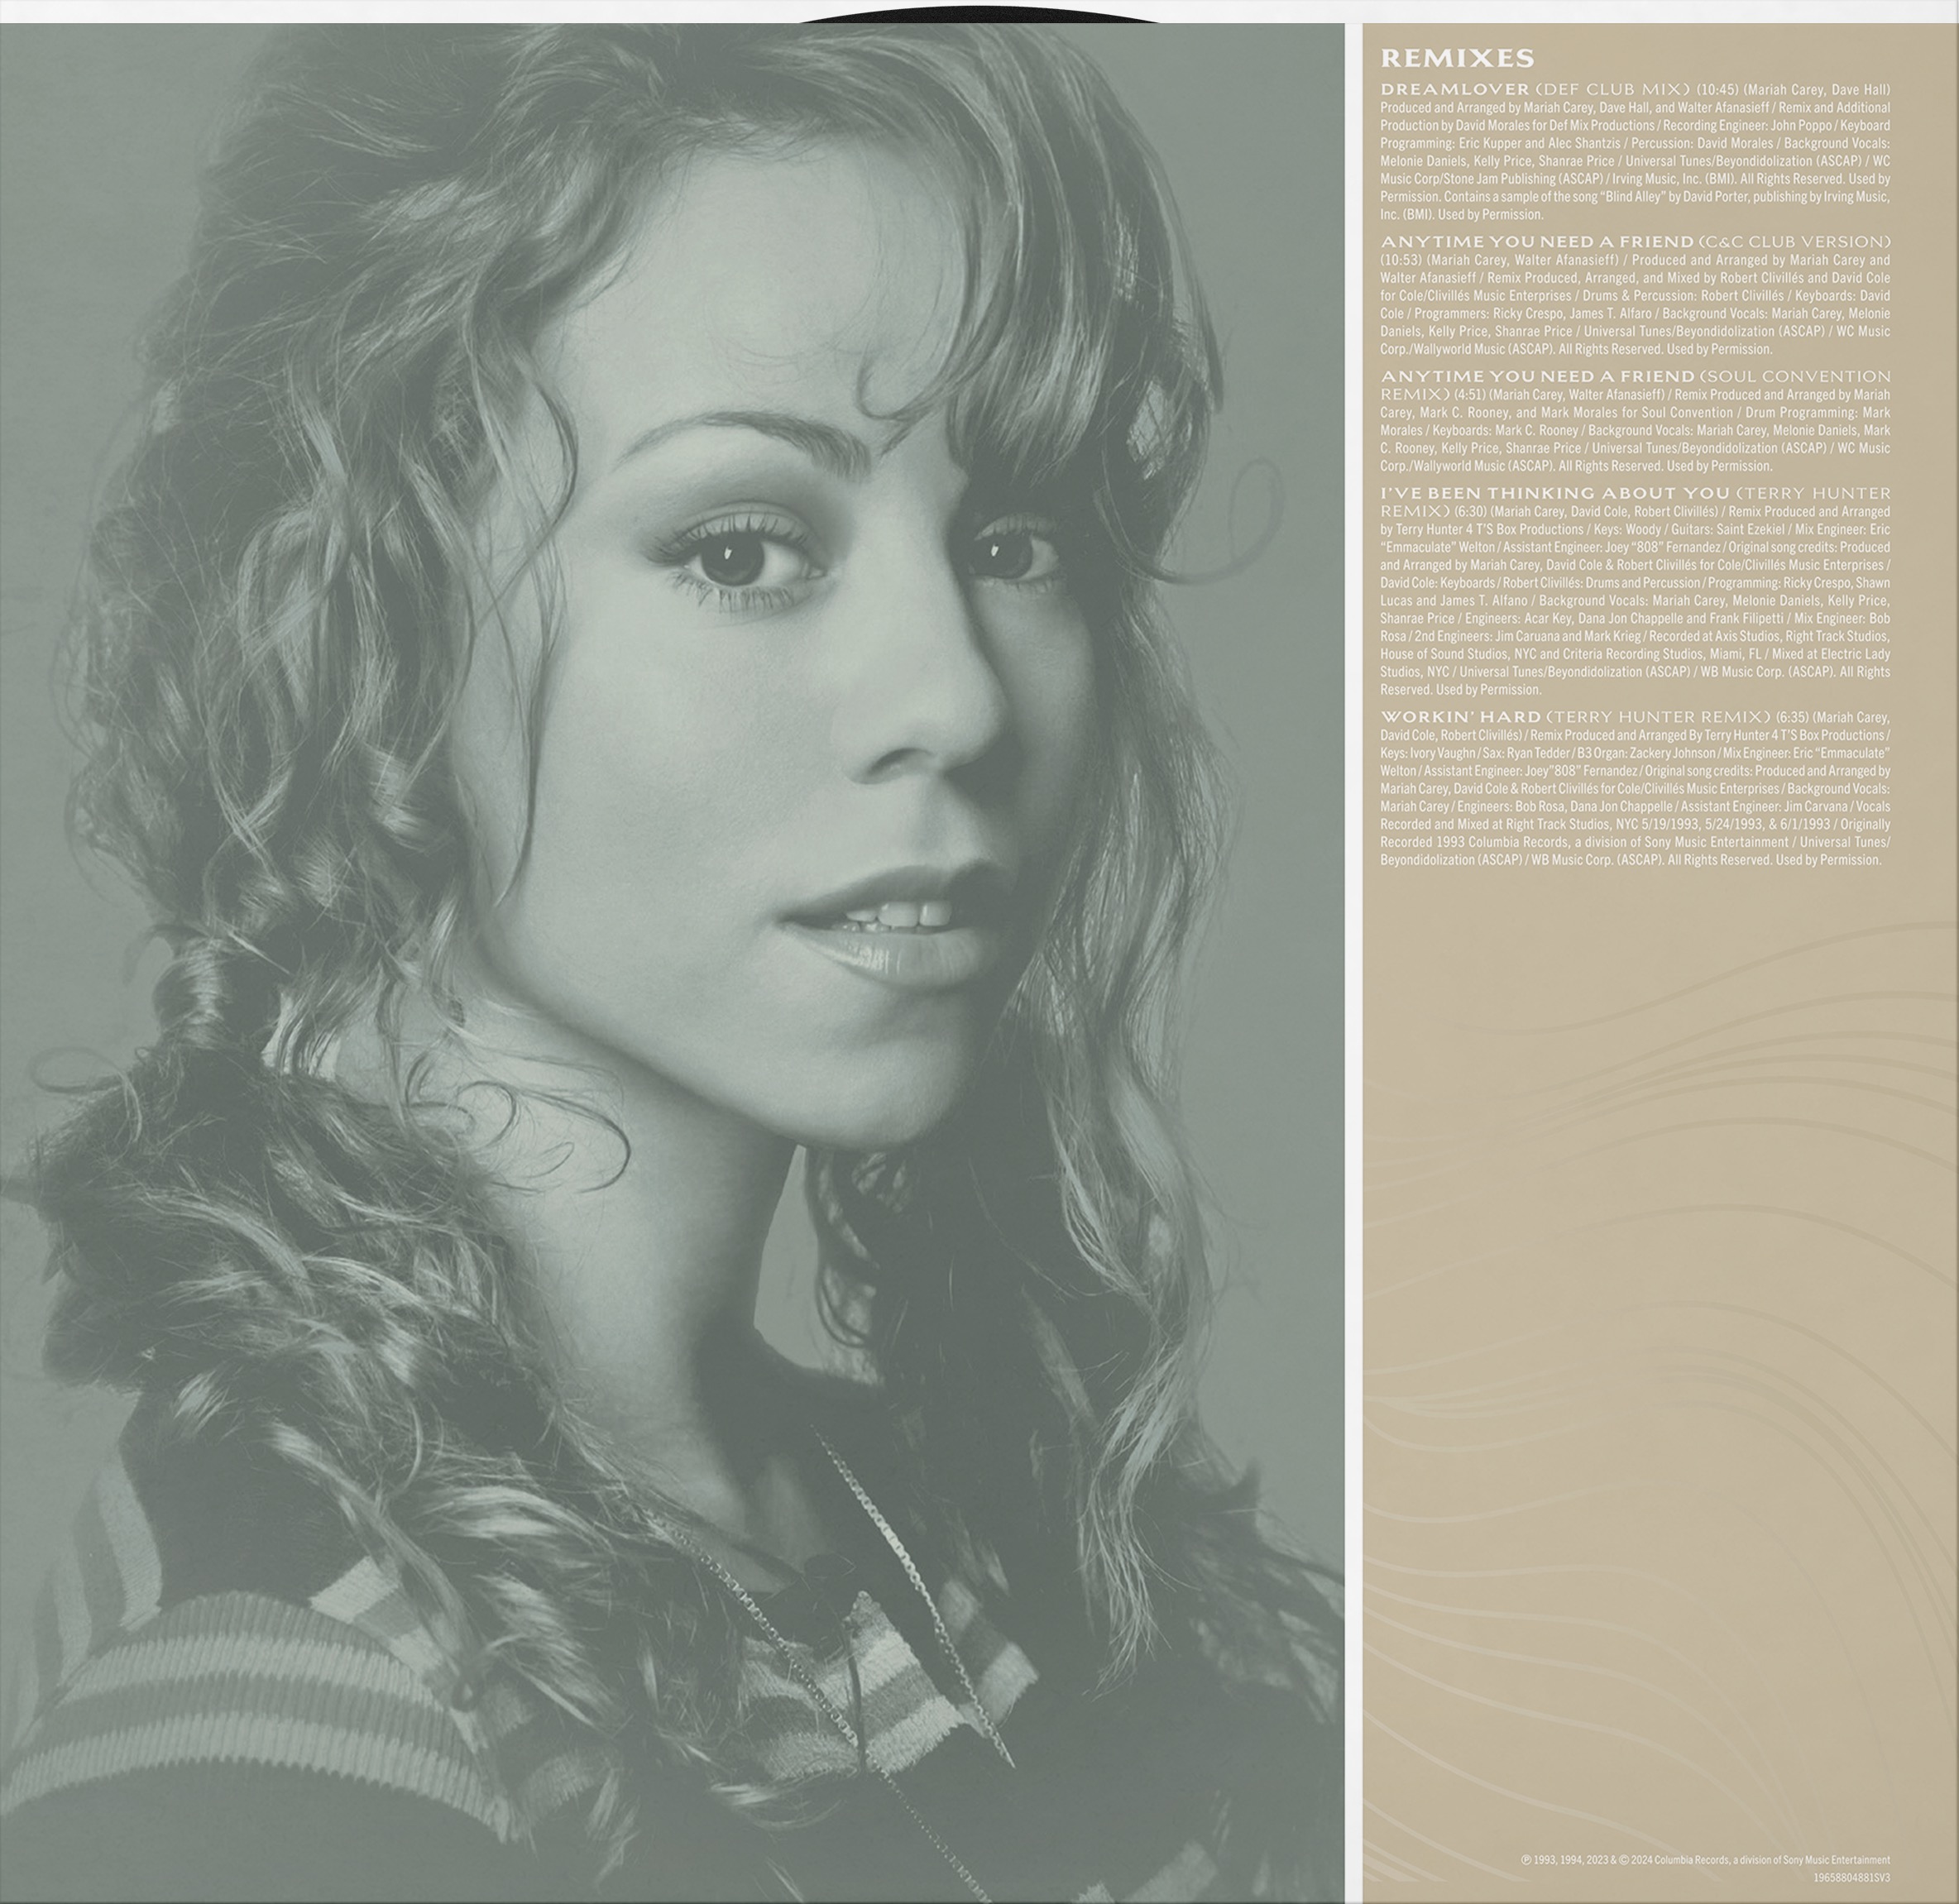 REMIXES
DREAMLOVER (DEF CLUB MIX) (10:45) (Mariah Carey, Dave Hall)
Produced and Arranged by Mariah Carey, Dave Hall, and Walter Afanasieff / Remix and Additional
Production by David Morales for Def Mix Productions / Recording Engineer: John Poppo / Keyboard
Programming: Eric Kupper and Alec Shantzis / Percussion: David Morales / Background Vocals:
Melonie Daniels, Kelly Price, Shanrae Price / Universal Tunes/Beyondidolization (ASCAP) / WC
Music Corp/Stone Jam Publishing (ASCAP) / Irving Music, Inc. (BMI). All Rights Reserved. Used by
Permission. Contains a sample of the song “Blind Alley” by David Porter, publishing by Irving Music,
Inc. (BMI). Used by Permission.
ANYTIME YOU NEED A FRIEND (C&C CLUB VERSION)
(10:53) (Mariah Carey, Walter Afanasieff) / Produced and Arranged by Mariah Carey and
Walter Afanasieff / Remix Produced, Arranged, and Mixed by Robert Clivillés and David Cole
for Cole/Clivillés Music Enterprises / Drums & Percussion: Robert Clivillés / Keyboards: David
Cole / Programmers: Ricky Crespo, James T. Alfaro / Background Vocals: Mariah Carey, Melonie
Daniels, Kelly Price, Shanrae Price / Universal Tunes/Beyondidolization (ASCAP) / WC Music
Corp./Wallyworld Music (ASCAP). All Rights Reserved. Used by Permission.
ANYTIME YOU NEED A FRIEND (SOUL CONVENTION
REMIX) (4:51) (Mariah Carey, Walter Afanasieff) / Remix Produced and Arranged by Mariah
Carey, Mark C. Rooney, and Mark Morales for Soul Convention / Drum Programming: Mark
Morales / Keyboards: Mark C. Rooney / Background Vocals: Mariah Carey, Melonie Daniels, Mark
C. Rooney, Kelly Price, Shanrae Price / Universal Tunes/Beyondidolization (ASCAP) / WC Music
Corp./Wallyworld Music (ASCAP). All Rights Reserved. Used by Permission.
I’VE BEEN THINKING ABOUT YOU (TERRY HUNTER
REMIX) (6:30) (Mariah Carey, David Cole, Robert Clivillés) / Remix Produced and Arranged
by Terry Hunter 4 T’S Box Productions / Keys: Woody / Guitars: Saint Ezekiel / Mix Engineer: Eric
“Emmaculate” Welton / Assistant Engineer: Joey “808” Fernandez / Original song credits: Produced
and Arranged by Mariah Carey, David Cole & Robert Clivillés for Cole/Clivillés Music Enterprises /
David Cole: Keyboards / Robert Clivillés: Drums and Percussion / Programming: Ricky Crespo, Shawn
Lucas and James T. Alfano / Background Vocals: Mariah Carey, Melonie Daniels, Kelly Price,
Shanrae Price / Engineers: Acar Key, Dana Jon Chappelle and Frank Filipetti / Mix Engineer: Bob
Rosa / 2nd Engineers: Jim Caruana and Mark Krieg / Recorded at Axis Studios, Right Track Studios,
House of Sound Studios, NYC and Criteria Recording Studios, Miami, FL / Mixed at Electric Lady
Studios, NYC / Universal Tunes/Beyondidolization (ASCAP) / WB Music Corp. (ASCAP). All Rights
Reserved. Used by Permission.
WORKIN’ HARD (TERRY HUNTER REMIX) (6:35) (Mariah Carey,
David Cole, Robert Clivillés) / Remix Produced and Arranged By Terry Hunter 4 T’S Box Productions /
Keys: Ivory Vaughn / Sax: Ryan Tedder / B3 Organ: Zackery Johnson / Mix Engineer: Eric “Emmaculate”
Welton / Assistant Engineer: Joey”808” Fernandez / Original song credits: Produced and Arranged by
Mariah Carey, David Cole & Robert Clivillés for Cole/Clivillés Music Enterprises / Background Vocals:
Mariah Carey / Engineers: Bob Rosa, Dana Jon Chappelle / Assistant Engineer: Jim Carvana / Vocals
Recorded and Mixed at Right Track Studios, NYC 5/19/1993, 5/24/1993, & 6/1/1993 / Originally
Recorded 1993 Columbia Records, a division of Sony Music Entertainment / Universal Tunes/
Beyondidolization (ASCAP) / WB Music Corp. (ASCAP). All Rights Reserved. Used by Permission.
℗ 1993, 1994, 2023 & © 2024 Columbia Records, a division of Sony Music Entertainment
19658804881SV3